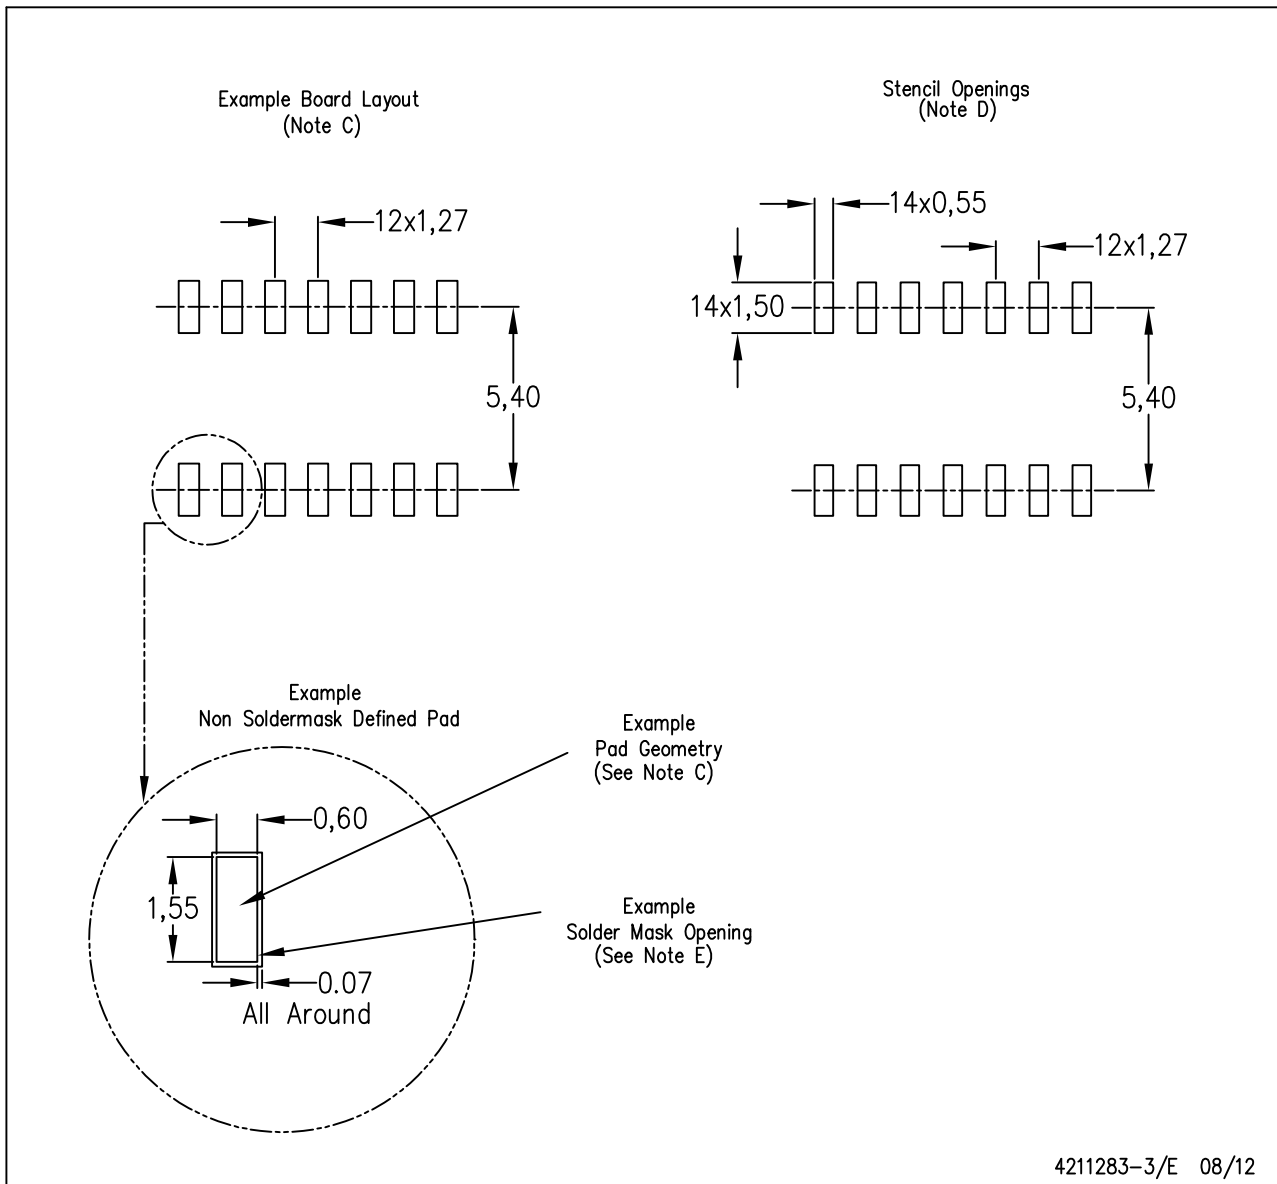 Example Board Layout
(Note C)
Stencil Openings
(Note D)
12x1,27
5,40
14x0,55
12x1,27
14x1,50
5,40
Example
Non Soldermask Defined Pad
Example
Pad Geometry
(See Note C)
0,60
1,55
Example
Solder Mask Opening
(See Note E)
0.07
All Around
4211283-3/E 08/12